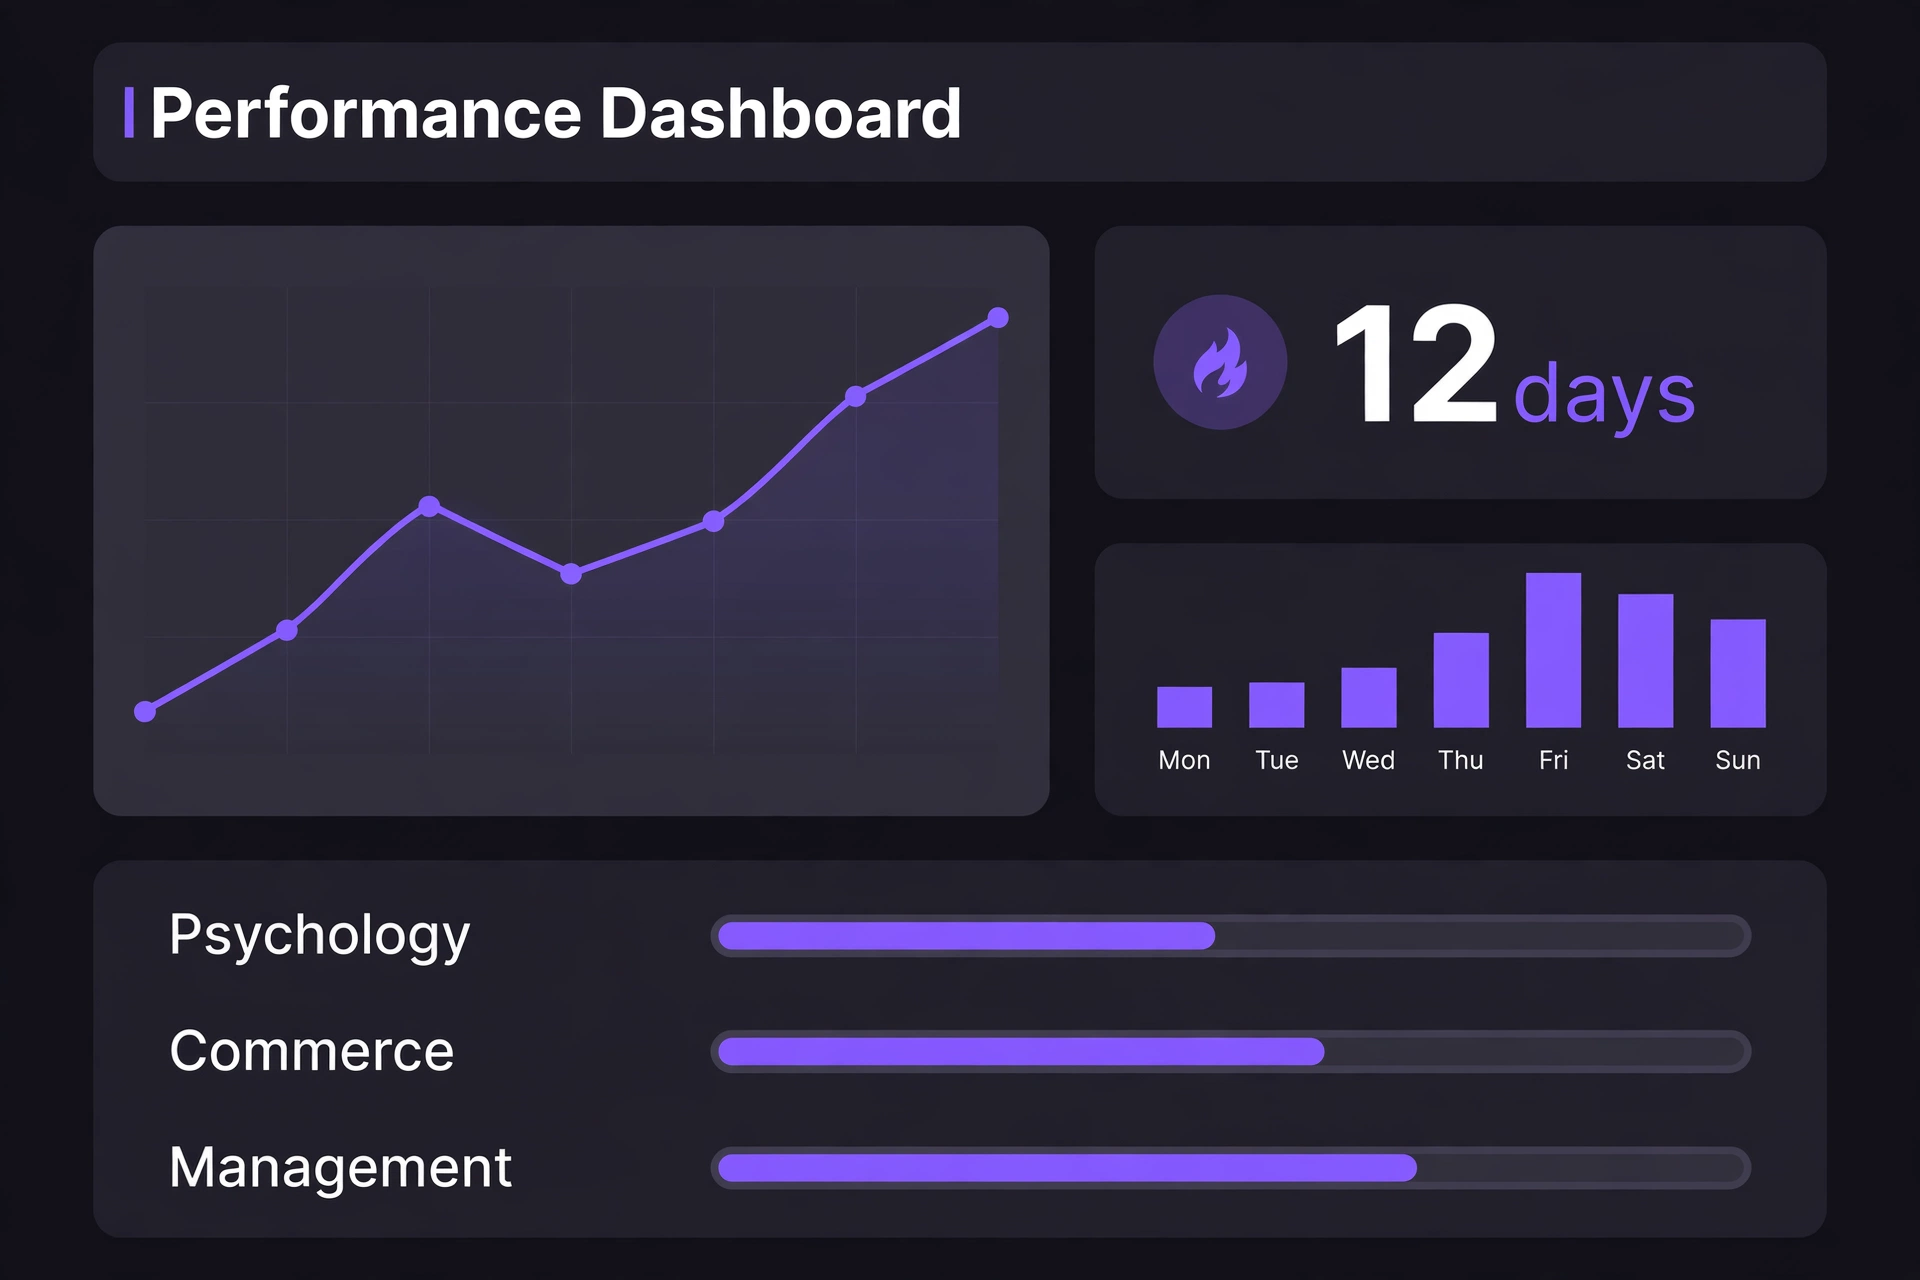 Performance Dashboard
12 days
Mon Tue Wed Thu Fri Sat Sun
Psychology
Commerce
Management